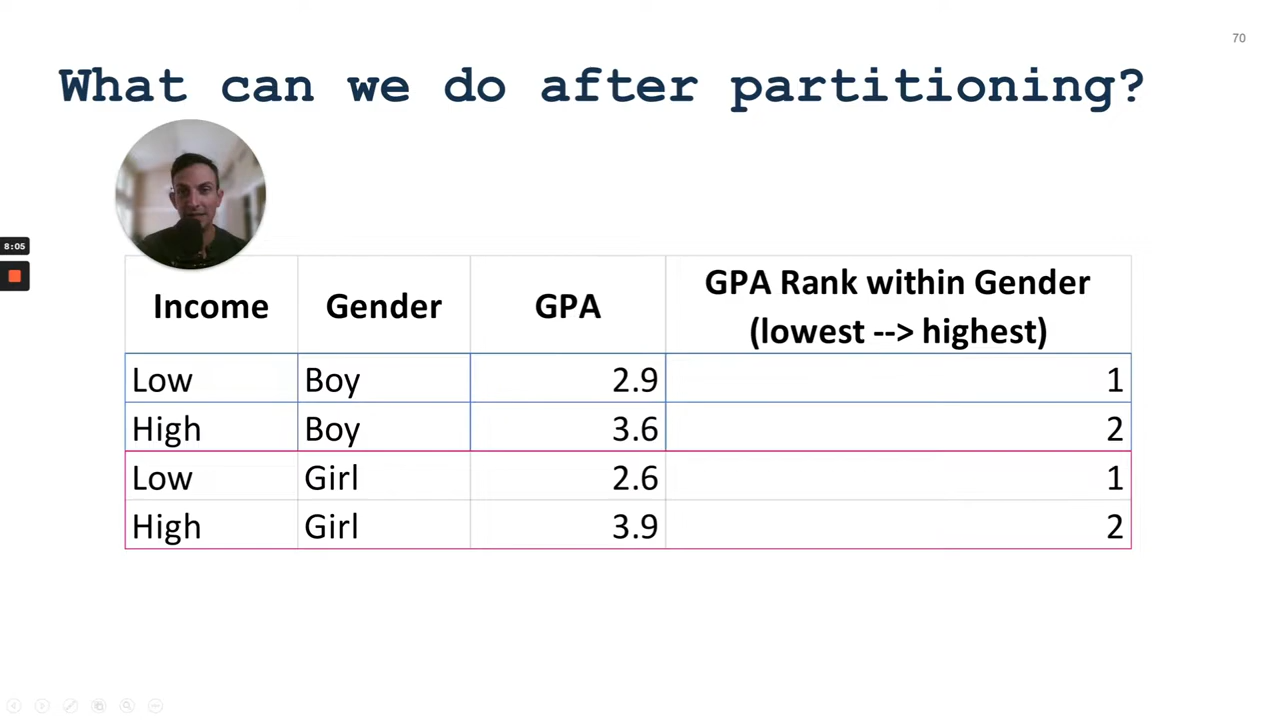 70
What can we do after partitioning?
8:05
Income Gender GPA GPA Rank within Gender
(lowest --> highest)
Low Boy 2.9 1
High Boy 3.6 2
Low Girl 2.6 1
High Girl 3.9 2